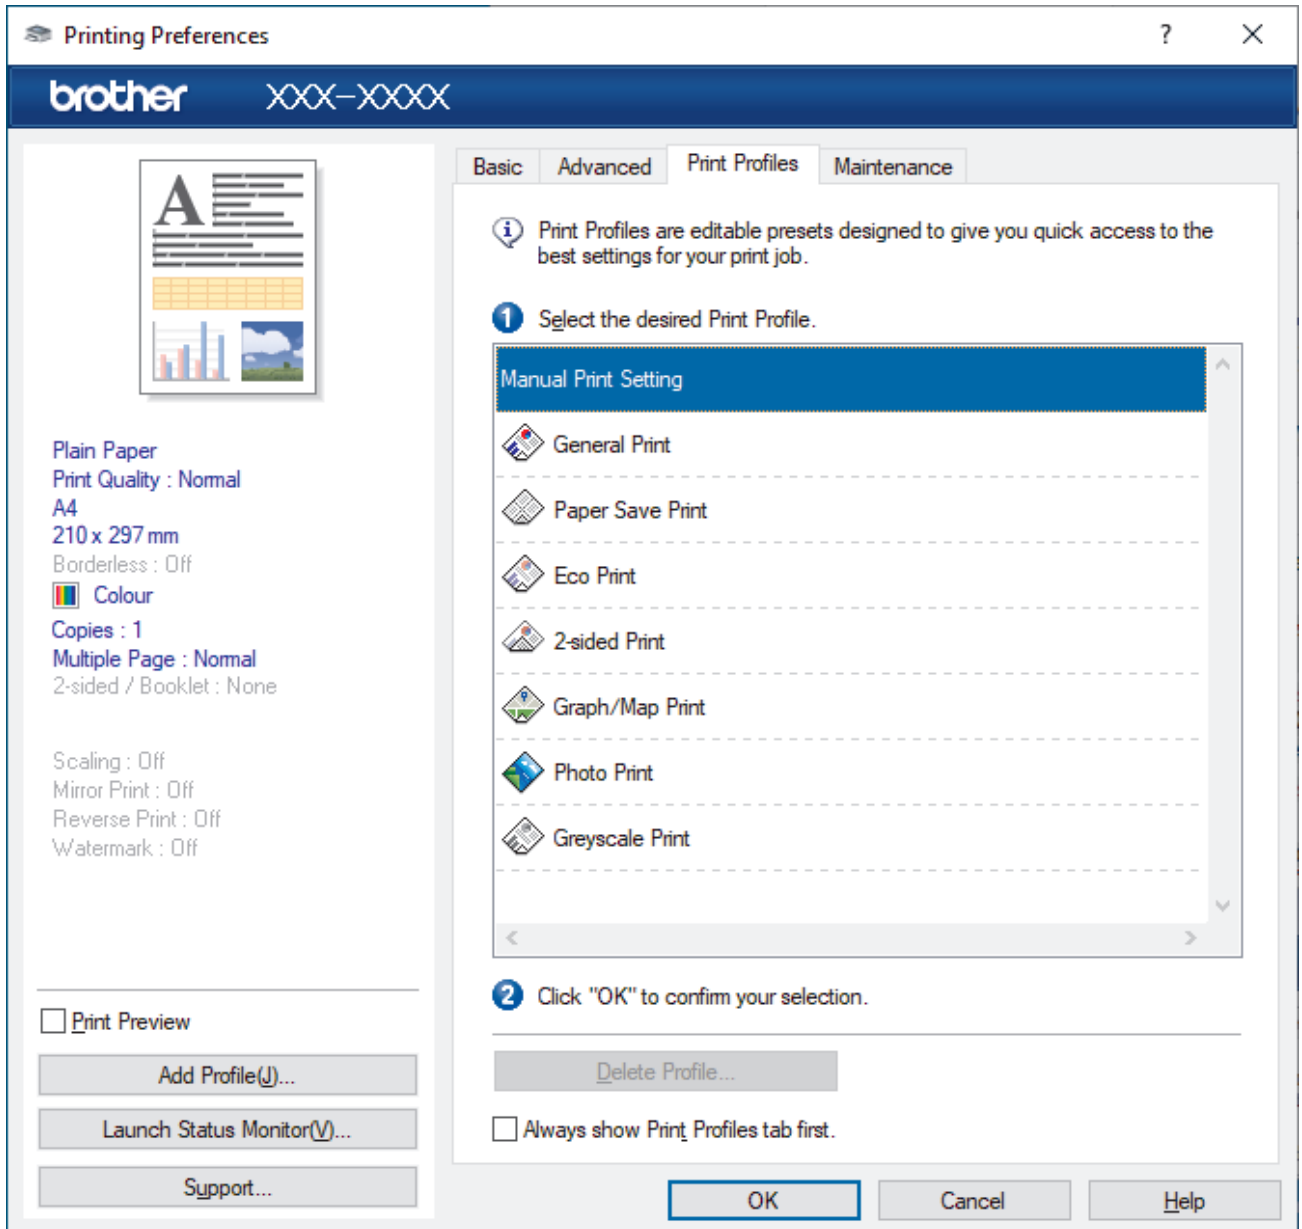 Printing Preferences
?
brother XXX-XXXX
A
Plain Paper
Print Quality : Normal
A4
210 x 297 mm
Borderless : Off
Colour
Copies : 1
Multiple Page : Normal
2-sided / Booklet : None
Scaling : Off
Mirror Print : Off
Reverse Print : Off
Watermark : Off
Print Preview
Add Profile(J)...
Launch Status Monitor(V)...
Support...
Basic Advanced Print Profiles Maintenance
Print Profiles are editable presets designed to give you quick access to the
best settings for your print job.
1 Select the desired Print Profile.
Manual Print Setting
General Print
Paper Save Print
Eco Print
2-sided Print
Graph/Map Print
Photo Print
Greyscale Print
2 Click "OK" to confirm your selection.
Delete Profile...
Always show Print Profiles tab first.
OK Cancel Help